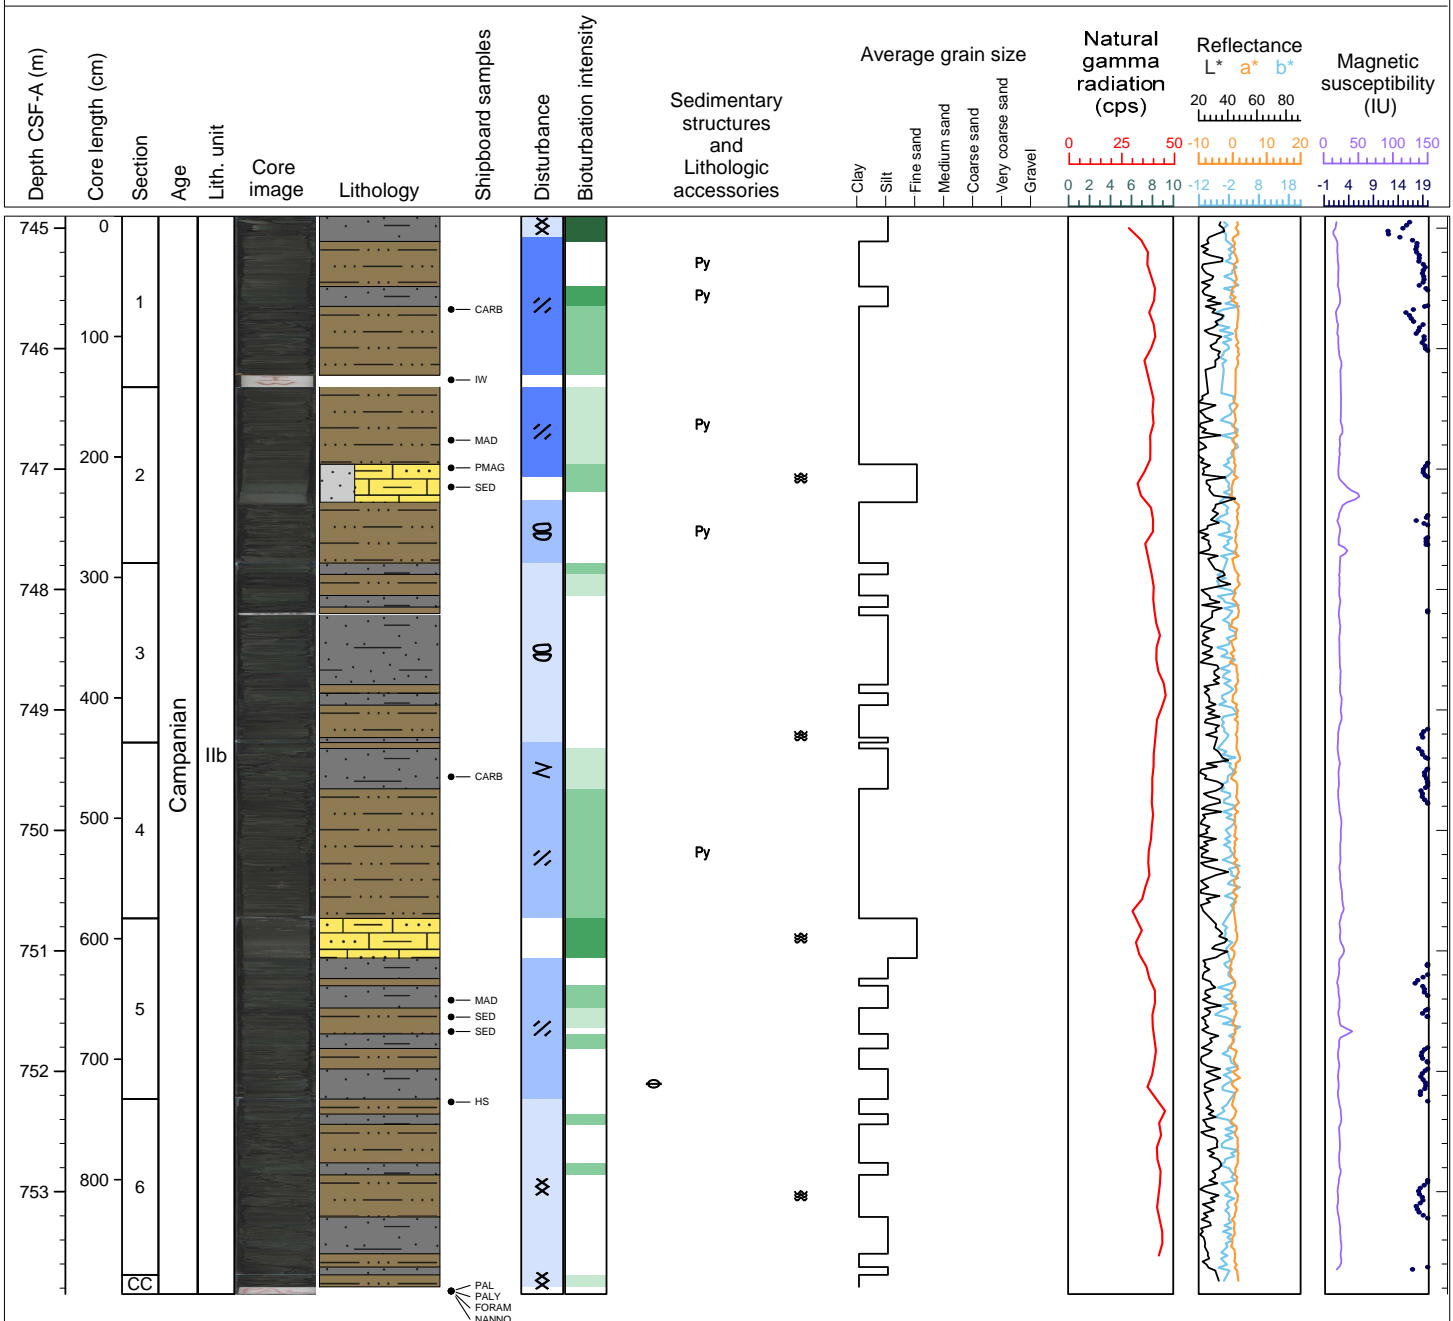 Depth CSF-A (m)
Core length (cm)
Section
Age
Lith. unit
Core
image
Lithology
Shipboard samples
Disturbance
Bioturbation intensity
Sedimentary
structures
and
Lithologic
accessories
Average grain size
Clay
Silt
Fine sand
Medium sand
Coarse sand
Very coarse sand
Gravel
Natural
gamma
radiation
(cps)
0 25 50
0 2 4 6 8 10
Reflectance
L* a* b*
20 40 60 80
-10 0 10 20
-12 -2 8 18
Magnetic
susceptibility
(IU)
0 50 100 150
-1 4 9 14 19
745
746
747
748
749
750
751
752
753
0
100
200
300
400
500
600
700
800
1
2
3
4
5
6
CC
Campanian
IIb
CARB
IW
MAD
PMAG
SED
CARB
MAD
SED
SED
HS
PAL
PALY
FORAM
NANNO
Py
Py
Py
Py
Py